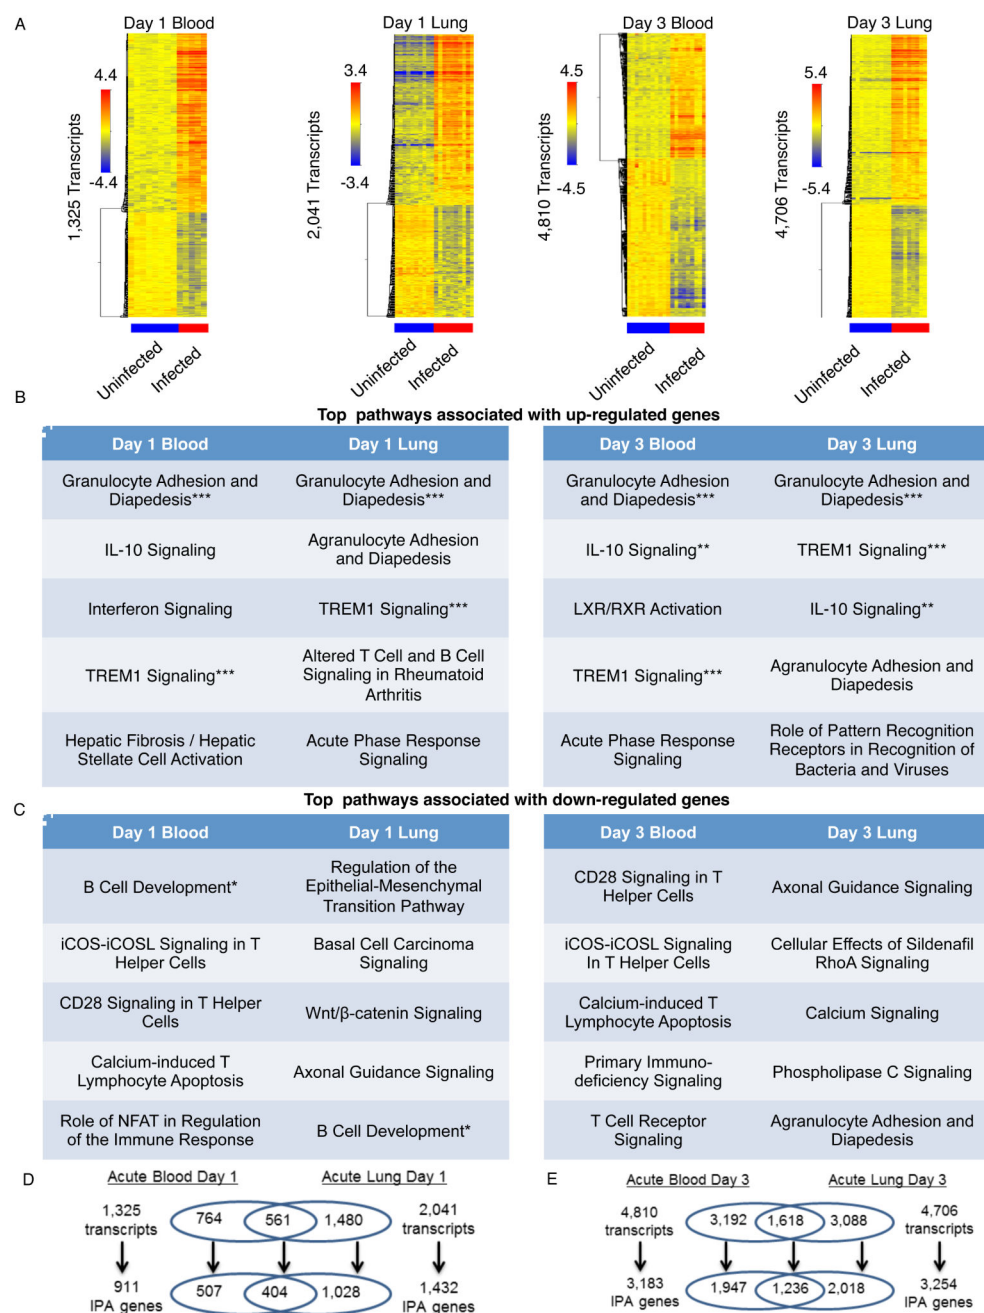 A
Day 1 Blood
Day 1 Lung
Day 3 Blood
Day 3 Lung
4.4
-4.4
1,325 Transcripts
3.4
-3.4
2,041 Transcripts
4.5
-4.5
4,810 Transcripts
5.4
-5.4
4,706 Transcripts
Uninfected
Infected
Uninfected
Infected
Uninfected
Infected
Uninfected
Infected
B
Top pathways associated with up-regulated genes
Day 1 Blood
Day 1 Lung
Day 3 Blood
Day 3 Lung
Granulocyte Adhesion and
Diapedesis***
Granulocyte Adhesion and
Diapedesis***
Granulocyte Adhesion
and Diapedesis***
Granulocyte Adhesion and
Diapedesis***
IL-10 Signaling
Agranulocyte Adhesion
and Diapedesis
IL-10 Signaling**
TREM1 Signaling***
Interferon Signaling
TREM1 Signaling***
LXR/RXR Activation
IL-10 Signaling**
TREM1 Signaling***
Altered T Cell and B Cell
Signaling in Rheumatoid
Arthritis
TREM1 Signaling***
Agranulocyte Adhesion and
Diapedesis
Hepatic Fibrosis / Hepatic
Stellate Cell Activation
Acute Phase Response
Signaling
Acute Phase Response
Signaling
Role of Pattern Recognition
Receptors in Recognition of
Bacteria and Viruses
C
Top pathways associated with down-regulated genes
Day 1 Blood
Day 1 Lung
Day 3 Blood
Day 3 Lung
B Cell Development*
Regulation of the
Epithelial-Mesenchymal
Transition Pathway
CD28 Signaling in T
Helper Cells
Axonal Guidance Signaling
iCOS-iCOSL Signaling in T
Helper Cells
Basal Cell Carcinoma
Signaling
iCOS-iCOSL Signaling
In T Helper Cells
Cellular Effects of Sildenafil
RhoA Signaling
CD28 Signaling in T Helper
Cells
Wnt/β-catenin Signaling
Calcium-induced T
Lymphocyte Apoptosis
Calcium Signaling
Calcium-induced T
Lymphocyte Apoptosis
Axonal Guidance Signaling
Primary Immuno-
deficiency Signaling
Phospholipase C Signaling
Role of NFAT in Regulation
of the Immune Response
B Cell Development*
T Cell Receptor
Signaling
Agranulocyte Adhesion and
Diapedesis
D
Acute Blood Day 1
Acute Lung Day 1
1,325
transcripts
764
561
1,480
2,041
transcripts
911
IPA genes
507
404
1,028
1,432
IPA genes
E
Acute Blood Day 3
Acute Lung Day 3
4,810
transcripts
3,192
1,618
3,088
4,706
transcripts
3,183
IPA genes
1,947
1,236
2,018
3,254
IPA genes